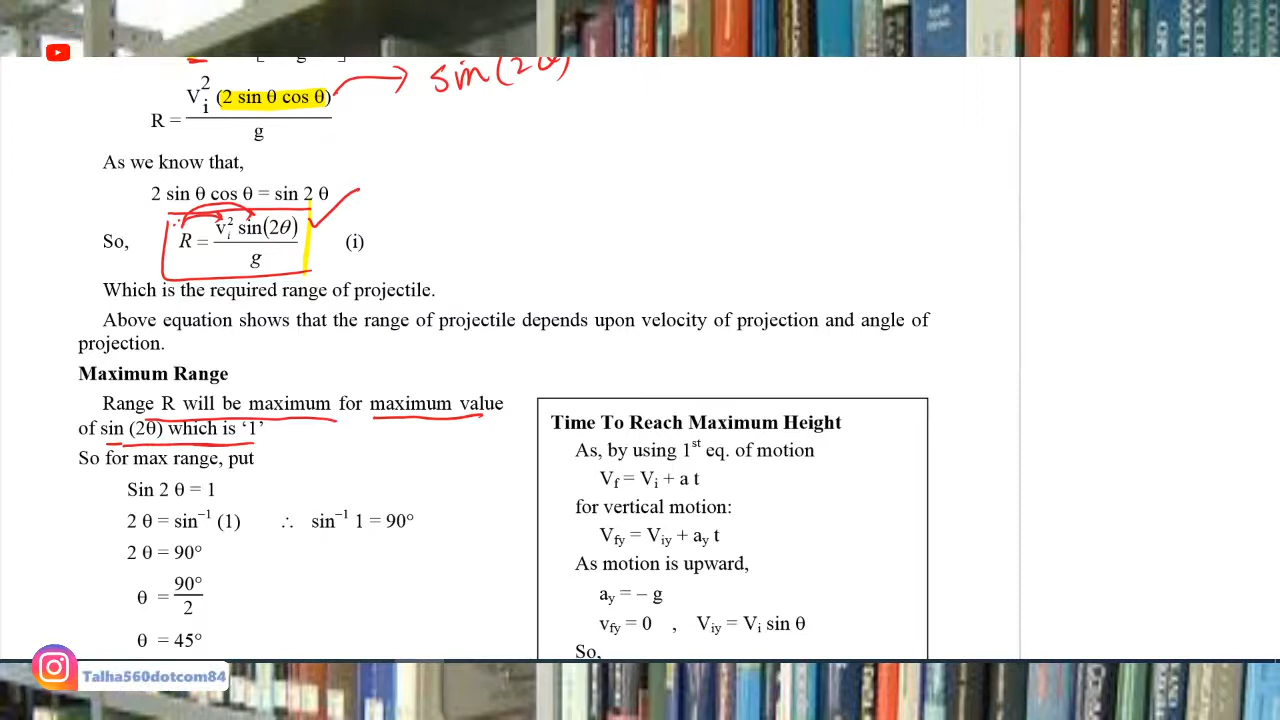 sin(2θ)
R = V_i^2 (2 sin θ cos θ) / g
As we know that,
2 sin θ cos θ = sin 2 θ
So, ∴ R = v_i^2 sin(2θ) / g (i)
Which is the required range of projectile.
Above equation shows that the range of projectile depends upon velocity of projection and angle of
projection.
Maximum Range
Range R will be maximum for maximum value
of sin (2θ) which is ‘1’
So for max range, put
Sin 2 θ = 1
2 θ = sin⁻¹ (1) ∴ sin⁻¹ 1 = 90°
2 θ = 90°
θ = 90° / 2
θ = 45°
Time To Reach Maximum Height
As, by using 1st eq. of motion
V_f = V_i + a t
for vertical motion:
V_fy = V_iy + a_y t
As motion is upward,
a_y = – g
v_fy = 0 , V_iy = V_i sin θ
So,
Talha560dotcom84